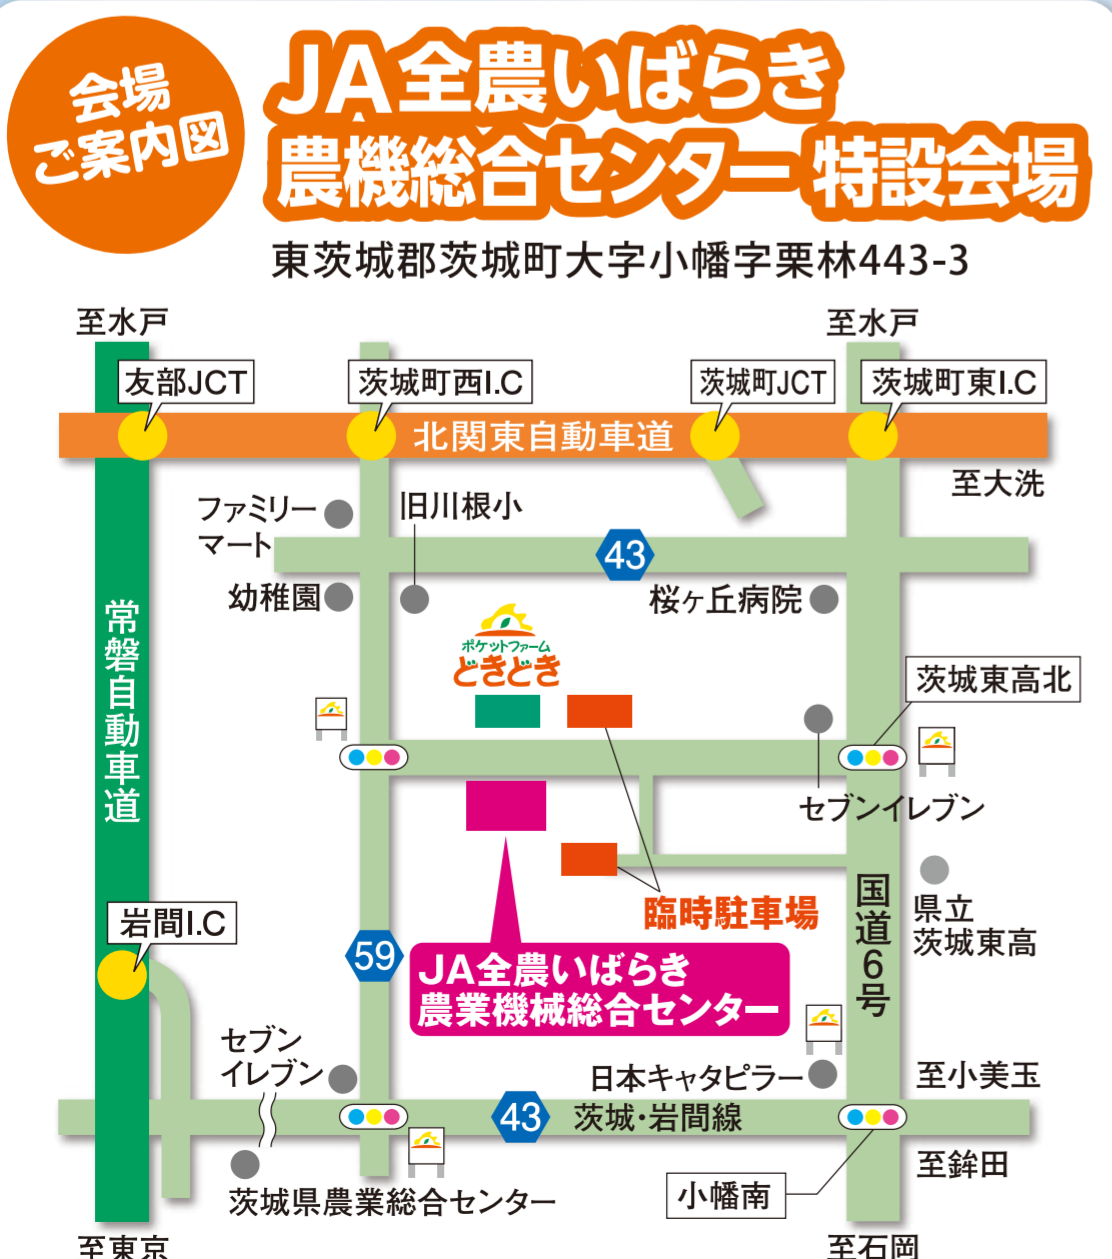 会場
ご案内図
JA全農いばらき
農機総合センター 特設会場
東茨城郡茨城町大字小幡字栗林443-3
至水戸
至水戸
友部JCT
茨城町西I.C
茨城町JCT
茨城町東I.C
北関東自動車道
至大洗
ファミリー
マート
旧川根小
43
幼稚園
桜ヶ丘病院
常磐自動車道
ポケットファーム
どきどき
茨城東高北
セブンイレブン
国道6号
県立
茨城東高
臨時駐車場
岩間I.C
59
JA全農いばらき
農業機械総合センター
セブン
イレブン
日本キャタピラー
至小美玉
43
茨城・岩間線
至鉾田
茨城県農業総合センター
小幡南
至東京
至石岡